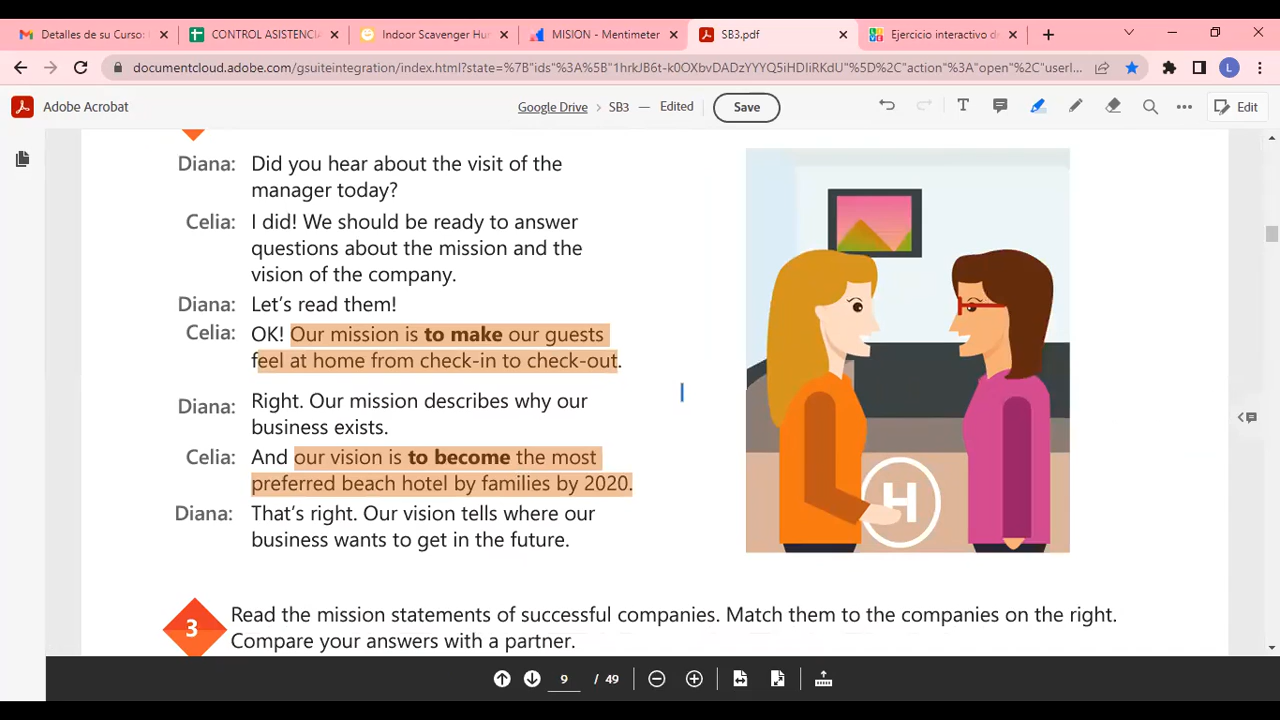 Detalles de su Curso:
CONTROL ASISTENCIA
Indoor Scavenger Hu
MISION - Mentimeter
SB3.pdf
Ejercicio interactivo de
documentcloud.adobe.com/gsuiteintegration/index.html?state=%7B"ids"%3A%5B"1hrkJB6t-k0OXbvDADzYYYQ5iHDIiRKdU"%5D%2C"action"%3A"open"%2C"userI...
L
Adobe Acrobat
Google Drive > SB3 — Edited
Save
Edit
Diana: Did you hear about the visit of the
manager today?
Celia: I did! We should be ready to answer
questions about the mission and the
vision of the company.
Diana: Let's read them!
Celia: OK! Our mission is to make our guests
feel at home from check-in to check-out.
Diana: Right. Our mission describes why our
business exists.
Celia: And our vision is to become the most
preferred beach hotel by families by 2020.
Diana: That's right. Our vision tells where our
business wants to get in the future.
H
3 Read the mission statements of successful companies. Match them to the companies on the right.
Compare your answers with a partner.
9 / 49